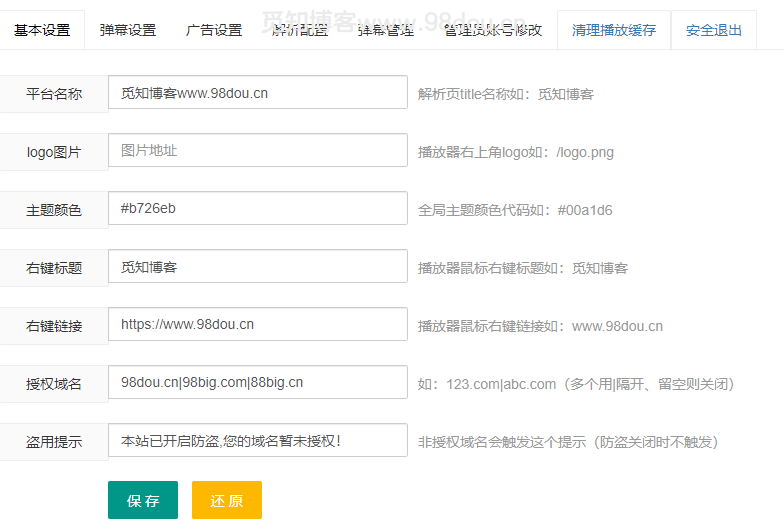 觅知博客www.98dou.cn
基本设置 弹幕设置 广告设置 解析配置 弹幕管理 管理员账号修改 清理播放缓存 安全退出
平台名称 觅知博客www.98dou.cn 解析页title名称如：觅知博客
logo图片 图片地址 播放器右上角logo如：/logo.png
主题颜色 #b726eb 全局主题颜色代码如：#00a1d6
右键标题 觅知博客 播放器鼠标右键标题如：觅知博客
右键链接 https://www.98dou.cn 播放器鼠标右键链接如：www.98dou.cn
授权域名 98dou.cn|98big.com|88big.cn 如：123.com|abc.com（多个用|隔开、留空则关闭）
盗用提示 本站已开启防盗,您的域名暂未授权！ 非授权域名会触发这个提示（防盗关闭时不触发）
保存 还原